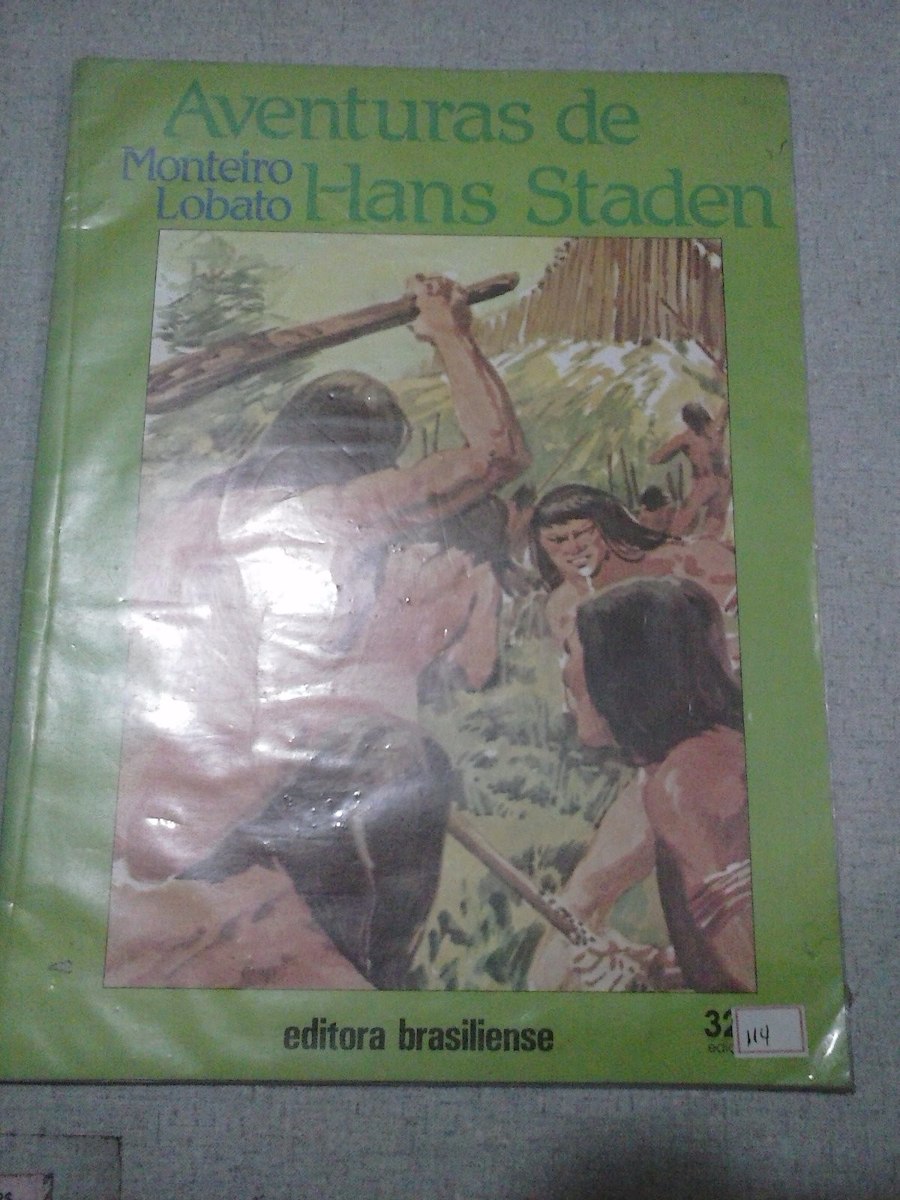 Aventuras de
Monteiro
Lobato
Hans Staden
editora brasiliense
32
114